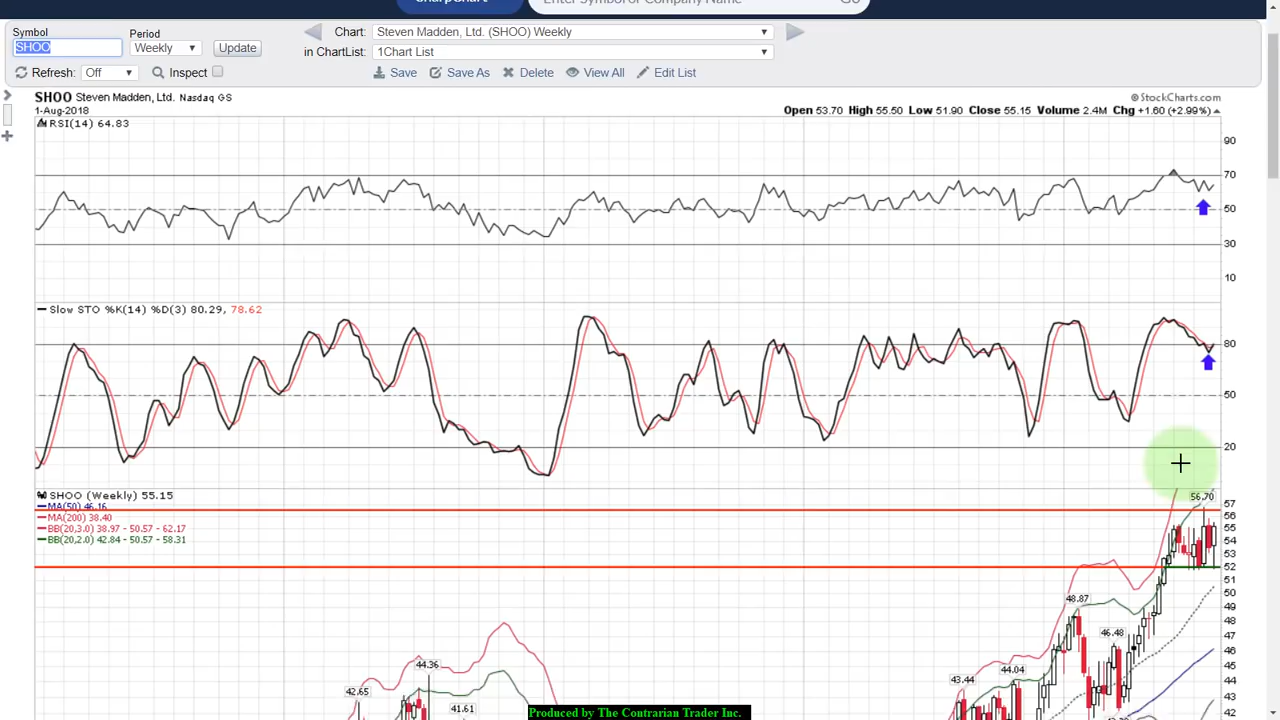 SharpChart Enter Symbol or Company Name Go
Symbol Period Chart: Steven Madden, Ltd. (SHOO) Weekly
SHOO Weekly Update in ChartList: 1Chart List
Refresh: Off Inspect Save Save As Delete View All Edit List
SHOO Steven Madden, Ltd. Nasdaq GS ©StockCharts.com
1-Aug-2018 Open 53.70 High 55.50 Low 51.90 Close 55.15 Volume 2.4M Chg +1.60 (+2.99%)
RSI(14) 64.83
90
70
50
30
10
Slow STO %K(14) %D(3) 80.29, 78.62
80
50
20
SHOO (Weekly) 55.15 56.70
MA(50) 46.16 57
MA(200) 38.40 56
BB(20,3.0) 38.97 - 50.57 - 62.17 55
BB(20,2.0) 42.84 - 50.57 - 58.31 54
53
52
51
50
48.87 49
48
46.48 47
46
44.36 44.04 45
43.44 44
42.65 41.61 43
42
Produced by The Contrarian Trader Inc.